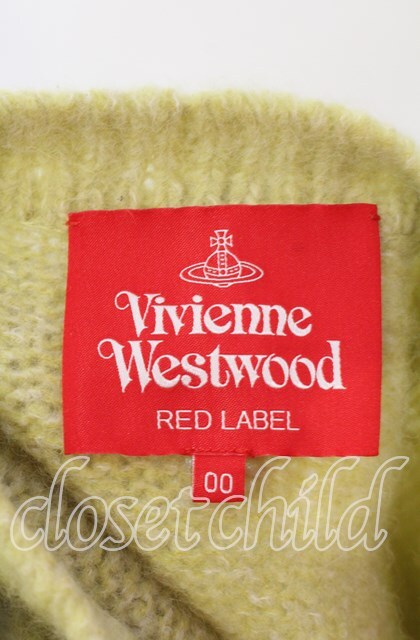 Vivienne
Westwood
RED LABEL
00
closet child